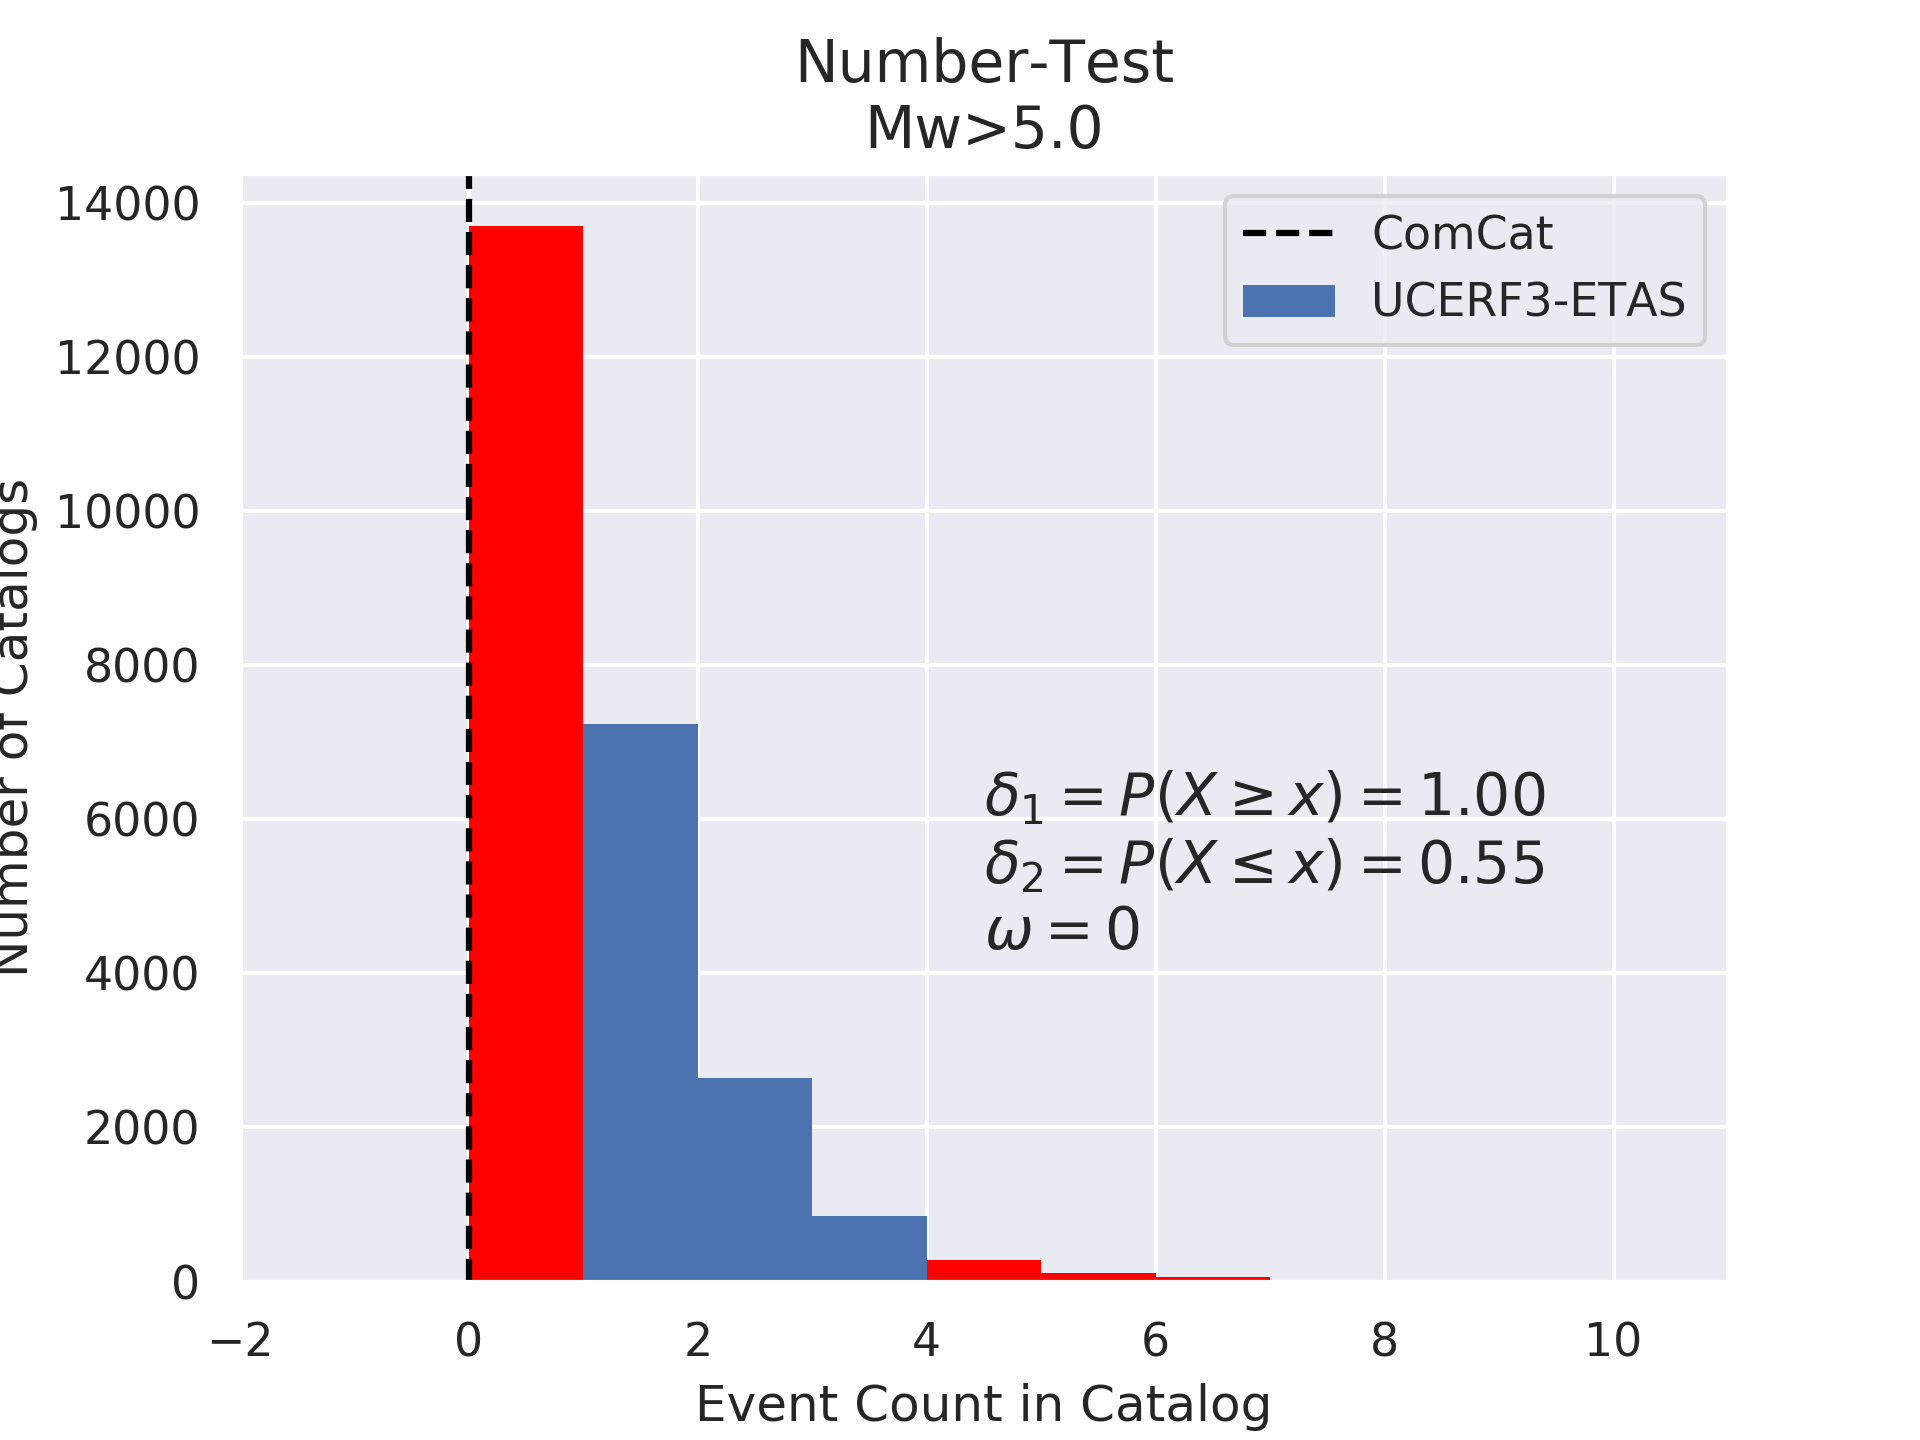 Number-Test
Mw>5.0
14000
12000
10000
8000
6000
4000
2000
0
Number of Catalogs
ComCat
UCERF3-ETAS
δ₁ = P(X ≥ x) = 1.00
δ₂ = P(X ≤ x) = 0.55
ω = 0
−2 0 2 4 6 8 10
Event Count in Catalog